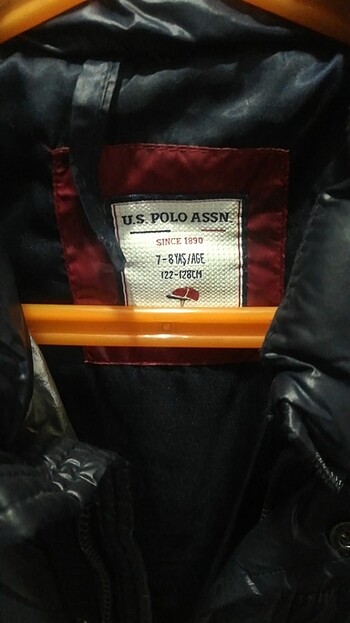 U.S. POLO ASSN.
SINCE 1890
7-8 YAŞ/AGE
122-128CM